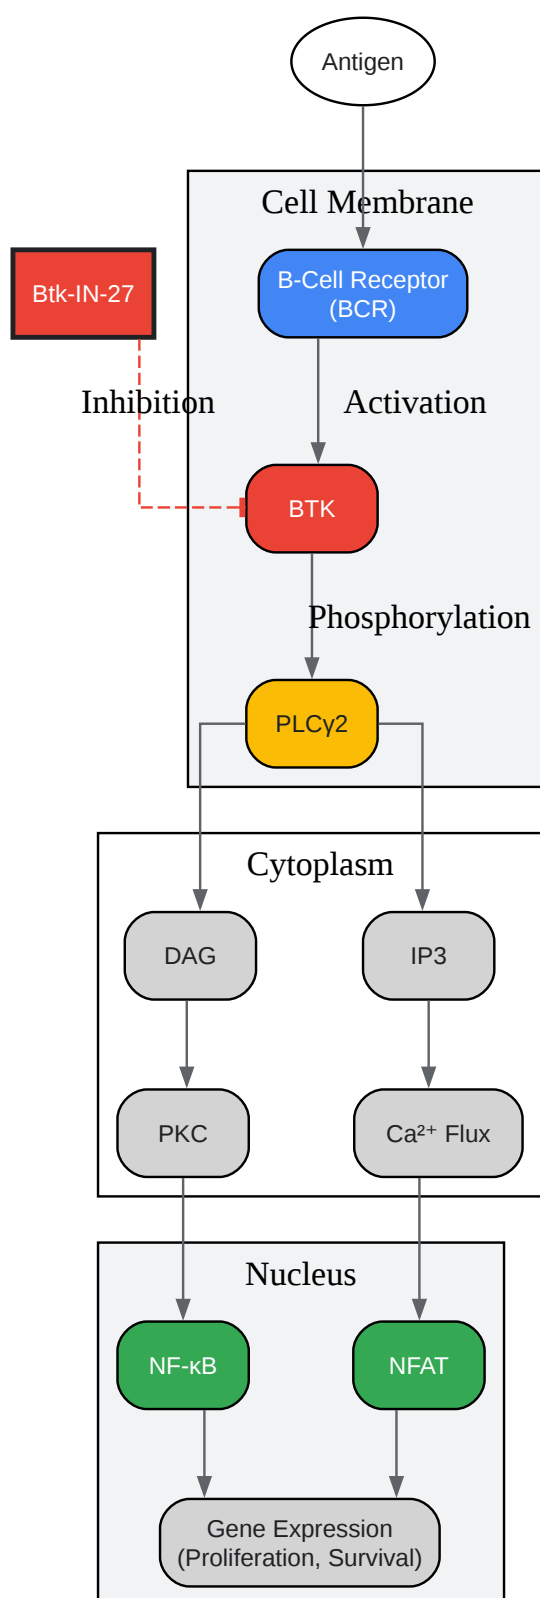 Antigen
Cell Membrane
Btk-IN-27
B-Cell Receptor
(BCR)
Inhibition
Activation
BTK
Phosphorylation
PLCγ2
Cytoplasm
DAG
IP3
PKC
Ca²⁺ Flux
Nucleus
NF-κB
NFAT
Gene Expression
(Proliferation, Survival)